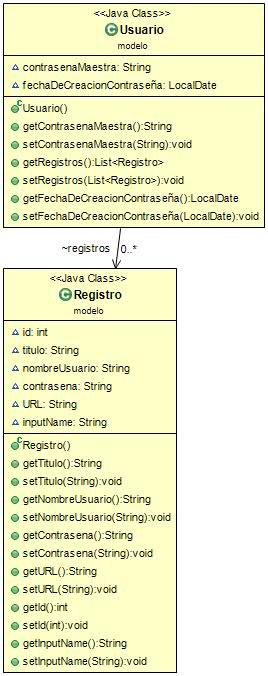 <<Java Class>>
Usuario
modelo
contrasenaMaestra: String
fechaDeCreacionContraseña: LocalDate
Usuario()
getContrasenaMaestra():String
setContrasenaMaestra(String):void
getRegistros():List<Registro>
setRegistros(List<Registro>):void
getFechaDeCreacionContraseña():LocalDate
setFechaDeCreacionContraseña(LocalDate):void
~registros 0..*
<<Java Class>>
Registro
modelo
id: int
titulo: String
nombreUsuario: String
contrasena: String
URL: String
inputName: String
Registro()
getTitulo():String
setTitulo(String):void
getNombreUsuario():String
setNombreUsuario(String):void
getContrasena():String
setContrasena(String):void
getURL():String
setURL(String):void
getId():int
setId(int):void
getInputName():String
setInputName(String):void